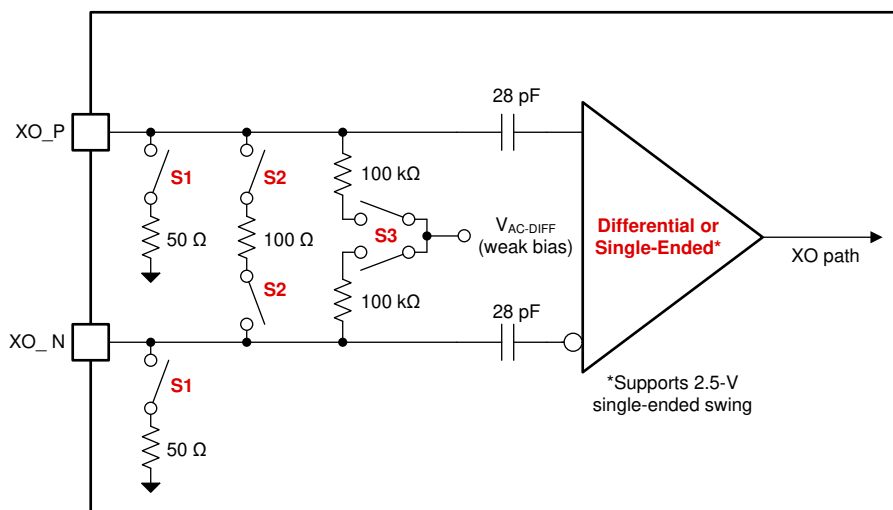 28 pF
XO_P
S1
S2
100 kΩ
50 Ω
100 Ω
S3
V_AC-DIFF
(weak bias)
Differential or
Single-Ended*
XO path
S2
100 kΩ
28 pF
XO_ N
S1
50 Ω
*Supports 2.5-V
single-ended swing